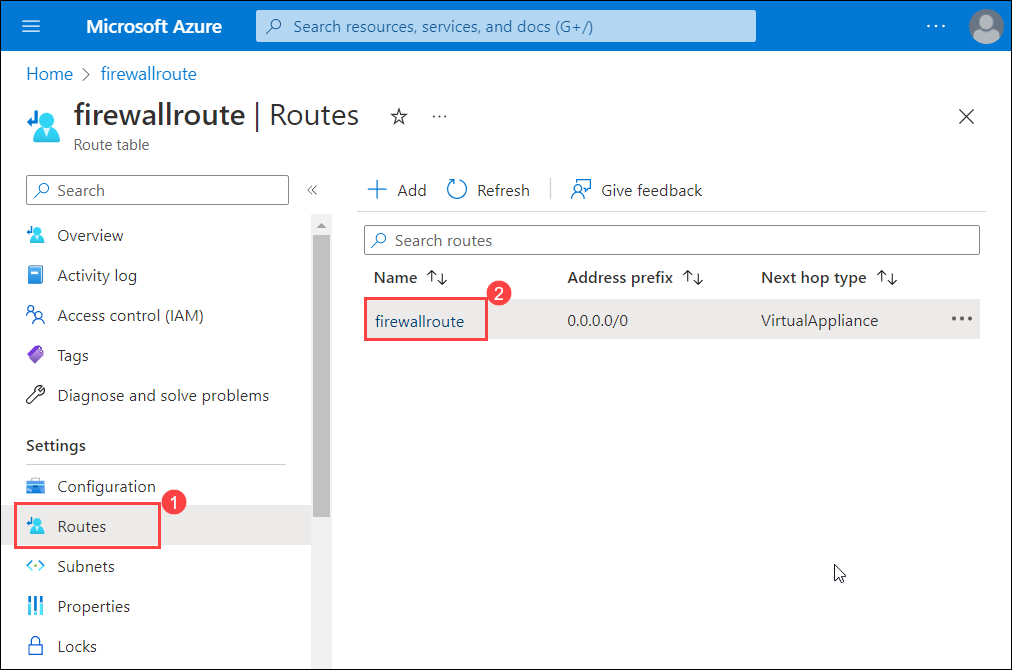 Microsoft Azure
Search resources, services, and docs (G+/)
Home > firewallroute
firewallroute | Routes
Route table
Search
Add Refresh Give feedback
Search routes
Name Address prefix Next hop type
firewallroute 0.0.0.0/0 VirtualAppliance
2
Overview
Activity log
Access control (IAM)
Tags
Diagnose and solve problems
Settings
Configuration
1
Routes
Subnets
Properties
Locks